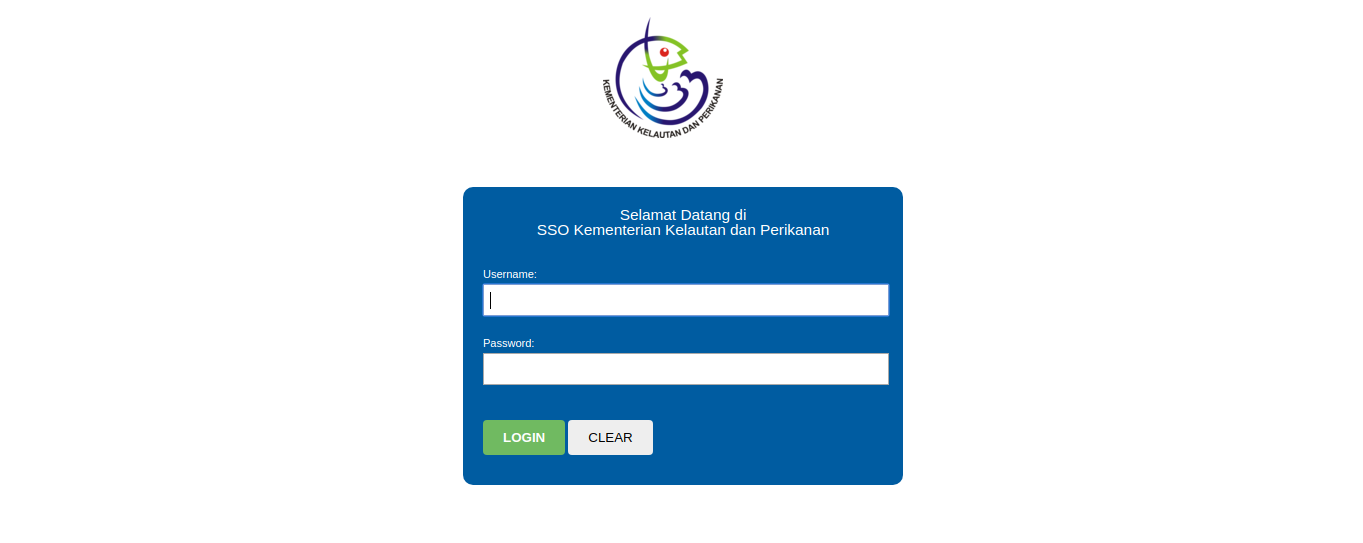 KEMENTERIAN KELAUTAN DAN PERIKANAN
Selamat Datang di
SSO Kementerian Kelautan dan Perikanan
Username:
Password:
LOGIN CLEAR